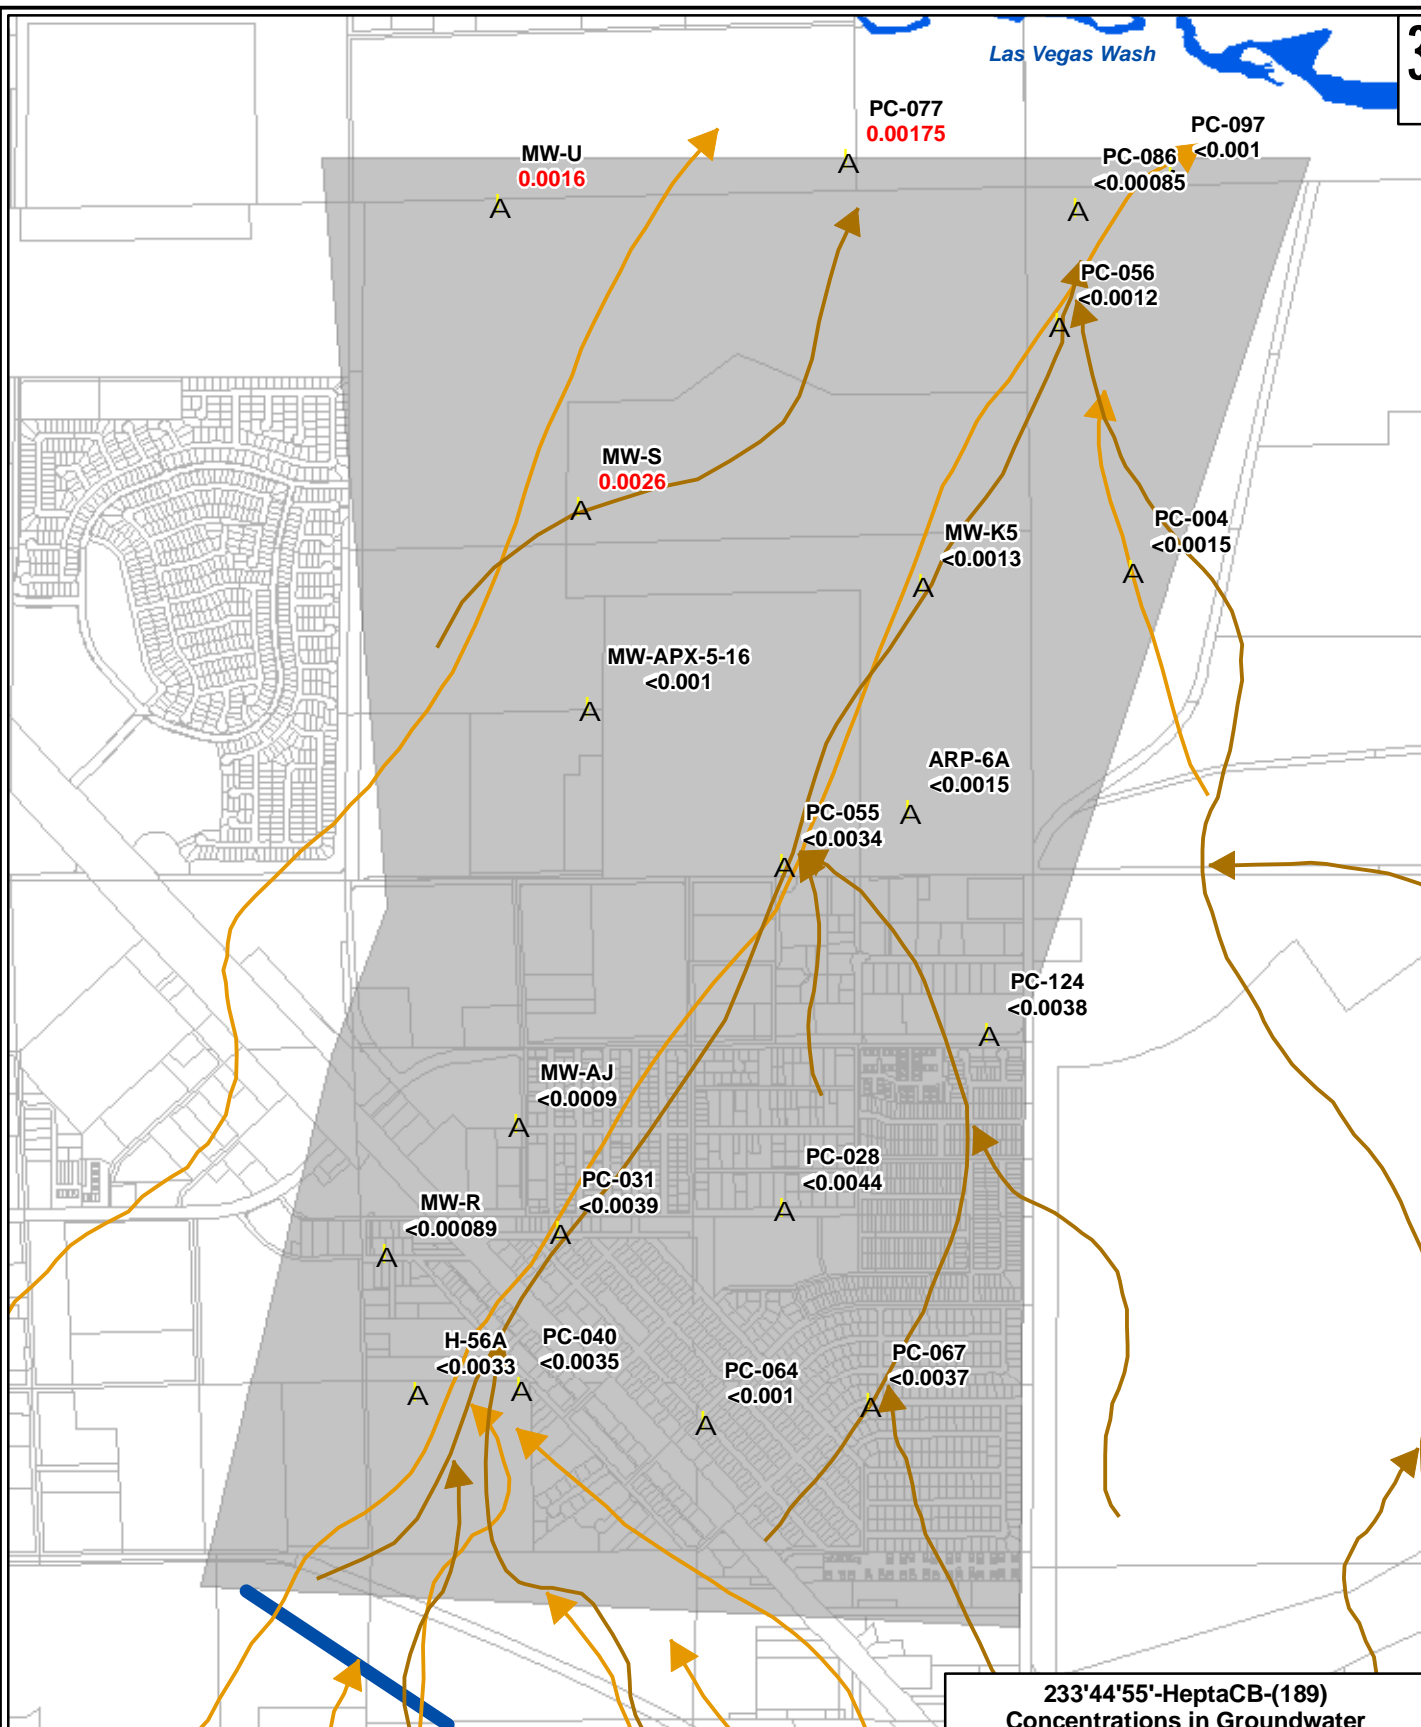 Las Vegas Wash
3
PC-077
0.00175
PC-097
<0.001
MW-U
0.0016
PC-086
<0.00085
A
A
A
PC-056
<0.0012
A
MW-S
0.0026
A
PC-004
<0.0015
MW-K5
<0.0013
A
A
MW-APX-5-16
<0.001
A
ARP-6A
<0.0015
PC-055
<0.0034
A
A
PC-124
<0.0038
A
MW-AJ
<0.0009
A
PC-028
<0.0044
PC-031
<0.0039
MW-R
<0.00089
A
A
A
H-56A
<0.0033
PC-040
<0.0035
PC-067
<0.0037
PC-064
<0.001
A
A
A
A
233'44'55'-HeptaCB-(189)
Concentrations in Groundwater